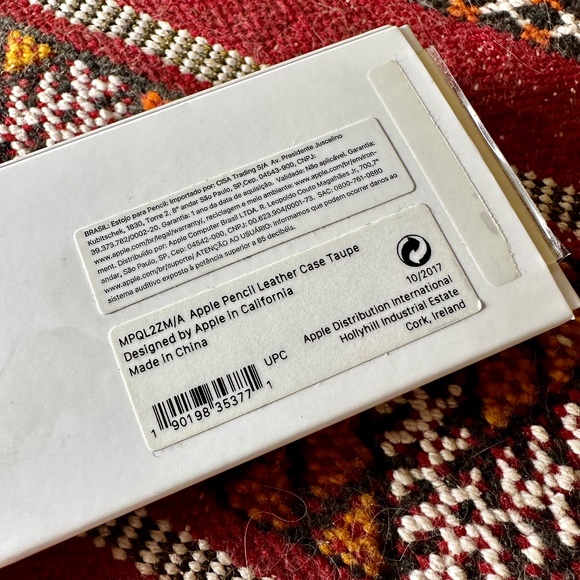 BRASIL: Estojo para Pencil: Importado por: CISA Trading S/A. Av. Presidente Juscelino
Kubitschek, 1830, Torre 2, 8º andar São Paulo, SP Cep. 04543-900, CNPJ:
39.373.782/0002-20. Garantia: 1 ano da data de aquisição. Validade: Não aplicável. Garantia:
www.apple.com/br/legal/warranty/, reciclagem e meio ambiente: www.apple.com/br/environ-
ment. Distribuído por: Apple Computer Brasil LTDA. R. Leopoldo Couto Magalhães Jr, 700,7º
andar, São Paulo, SP. Cep: 04542-000, CNPJ: 00.623.904/0001-73. SAC: 0800-761-0880
www.apple.com/br/suporte/ ATENÇÃO AO USUÁRIO: Informamos que podem ocorrer danos ao
sistema auditivo exposto à potência superior a 85 decibéis.
MPQL2ZM/A Apple Pencil Leather Case Taupe
Designed by Apple in California
Made in China
10/2017
Apple Distribution International
Hollyhill Industrial Estate
Cork, Ireland
UPC
1 90198 35377 1